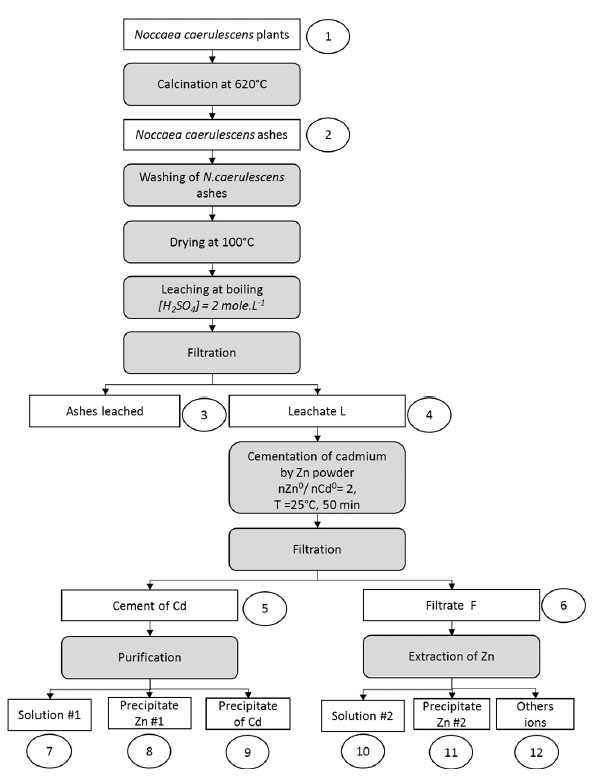 Noccaea caerulescens plants
1
Calcination at 620°C
Noccaea caerulescens ashes
2
Washing of N.caerulescens
ashes
Drying at 100°C
Leaching at boiling
[H₂SO₄] = 2 mole.L⁻¹
Filtration
Ashes leached
3
Leachate L
4
Cementation of cadmium
by Zn powder
nZn⁰/ nCd⁰= 2,
T =25°C, 50 min
Filtration
Cement of Cd
5
Filtrate F
6
Purification
Extraction of Zn
Solution #1
Precipitate
Zn #1
Precipitate
of Cd
Solution #2
Precipitate
Zn #2
Others
ions
7
8
9
10
11
12